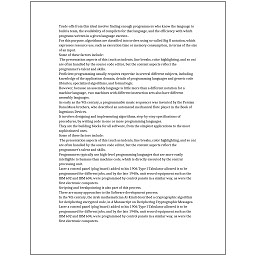 Trade-offs from this ideal involve finding enough programmers who know the language to
build a team, the availability of compilers for that language, and the efficiency with which
programs written in a given language execute.
For this purpose, algorithms are classified into orders using so-called Big O notation, which
expresses resource use, such as execution time or memory consumption, in terms of the size
of an input.
Some of these factors include:
The presentation aspects of this (such as indents, line breaks, color highlighting, and so on)
are often handled by the source code editor, but the content aspects reflect the
programmer's talent and skills.
Proficient programming usually requires expertise in several different subjects, including
knowledge of the application domain, details of programming languages and generic code
libraries, specialized algorithms, and formal logic.
However, because an assembly language is little more than a different notation for a
machine language, two machines with different instruction sets also have different
assembly languages.
As early as the 9th century, a programmable music sequencer was invented by the Persian
Banu Musa brothers, who described an automated mechanical flute player in the Book of
Ingenious Devices.
It involves designing and implementing algorithms, step-by-step specifications of
procedures, by writing code in one or more programming languages.
They are the building blocks for all software, from the simplest applications to the most
sophisticated ones.
Some of these factors include:
The presentation aspects of this (such as indents, line breaks, color highlighting, and so on)
are often handled by the source code editor, but the content aspects reflect the
programmer's talent and skills.
Programmers typically use high-level programming languages that are more easily
intelligible to humans than machine code, which is directly executed by the central
processing unit.
Later a control panel (plug board) added to his 1906 Type I Tabulator allowed it to be
programmed for different jobs, and by the late 1940s, unit record equipment such as the
IBM 602 and IBM 604, were programmed by control panels in a similar way, as were the
first electronic computers.
Scripting and breakpointing is also part of this process.
There are many approaches to the Software development process.
In the 9th century, the Arab mathematician Al-Kindi described a cryptographic algorithm
for deciphering encrypted code, in A Manuscript on Decrypting Cryptographic Messages.
Later a control panel (plug board) added to his 1906 Type I Tabulator allowed it to be
programmed for different jobs, and by the late 1940s, unit record equipment such as the
IBM 602 and IBM 604, were programmed by control panels in a similar way, as were the
first electronic computers.